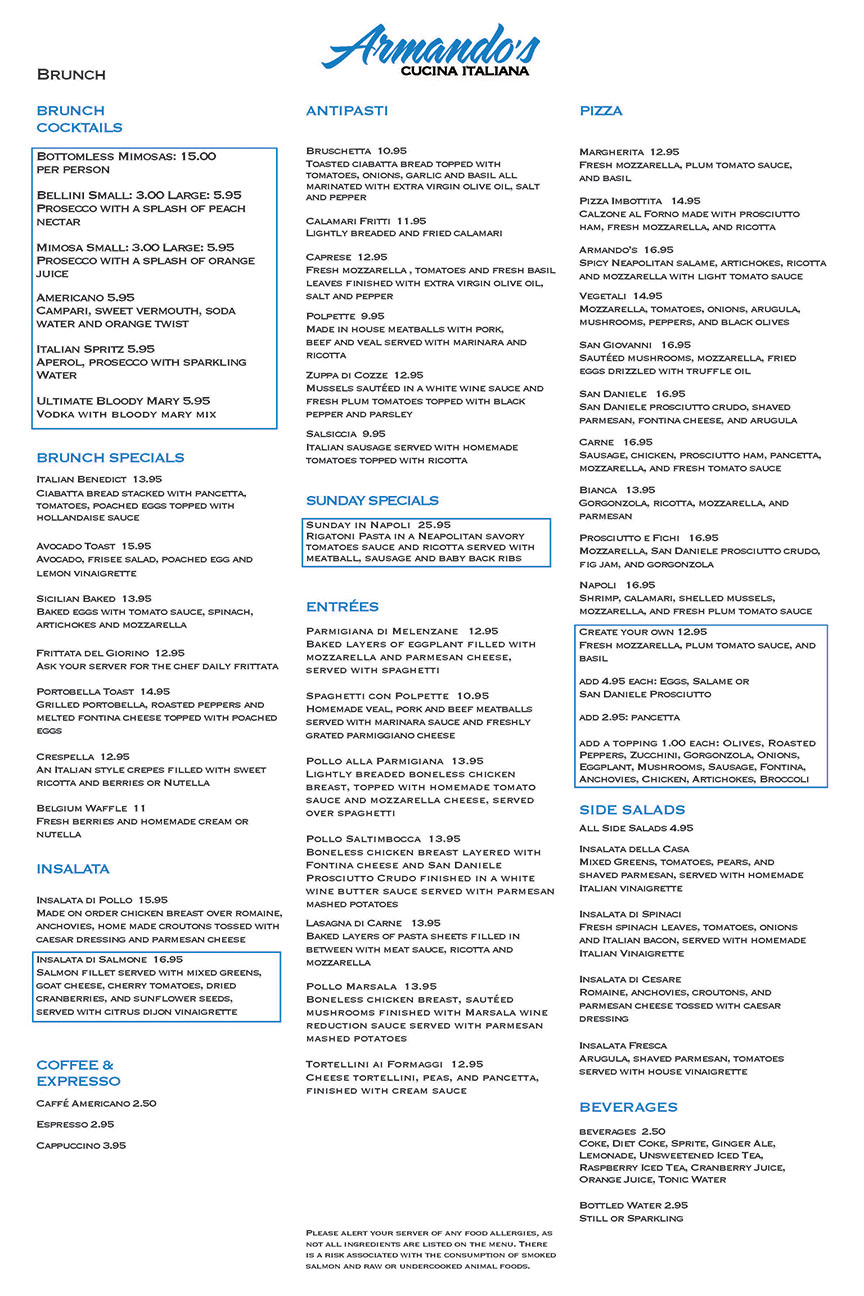 Armando's
CUCINA ITALIANA
Brunch
BRUNCH
COCKTAILS
Bottomless Mimosas: 15.00
per person
Bellini Small: 3.00 Large: 5.95
Prosecco with a splash of peach
nectar
Mimosa Small: 3.00 Large: 5.95
Prosecco with a splash of orange
juice
Americano 5.95
Campari, sweet vermouth, soda
water and orange twist
Italian Spritz 5.95
Aperol, prosecco with sparkling
Water
Ultimate Bloody Mary 5.95
Vodka with bloody mary mix
BRUNCH SPECIALS
Italian Benedict 13.95
Ciabatta bread stacked with pancetta,
tomatoes, poached eggs topped with
hollandaise sauce
Avocado Toast 15.95
Avocado, frisee salad, poached egg and
lemon vinaigrette
Sicilian Baked 13.95
Baked eggs with tomato sauce, spinach,
artichokes and mozzarella
Frittata del Giorino 12.95
Ask your server for the chef daily frittata
Portobella Toast 14.95
Grilled portobella, roasted peppers and
melted fontina cheese topped with poached
eggs
Crespella 12.95
An Italian style crepes filled with sweet
ricotta and berries or Nutella
Belgium Waffle 11
Fresh berries and homemade cream or
nutella
INSALATA
Insalata di Pollo 15.95
Made on order chicken breast over romaine,
anchovies, home made croutons tossed with
caesar dressing and parmesan cheese
Insalata di Salmone 16.95
Salmon fillet served with mixed greens,
goat cheese, cherry tomatoes, dried
cranberries, and sunflower seeds,
served with citrus dijon vinaigrette
COFFEE &
EXPRESSO
Caffé Americano 2.50
Espresso 2.95
Cappuccino 3.95
ANTIPASTI
Bruschetta 10.95
Toasted ciabatta bread topped with
tomatoes, onions, garlic and basil all
marinated with extra virgin olive oil, salt
and pepper
Calamari Fritti 11.95
Lightly breaded and fried calamari
Caprese 12.95
Fresh mozzarella , tomatoes and fresh basil
leaves finished with extra virgin olive oil,
salt and pepper
Polpette 9.95
Made in house meatballs with pork,
beef and veal served with marinara and
ricotta
Zuppa di Cozze 12.95
Mussels sautéed in a white wine sauce and
fresh plum tomatoes topped with black
pepper and parsley
Salsiccia 9.95
Italian sausage served with homemade
tomatoes topped with ricotta
SUNDAY SPECIALS
Sunday in Napoli 25.95
Rigatoni Pasta in a Neapolitan savory
tomatoes sauce and ricotta served with
meatball, sausage and baby back ribs
ENTRÉES
Parmigiana di Melenzane 12.95
Baked layers of eggplant filled with
mozzarella and parmesan cheese,
served with spaghetti
Spaghetti con Polpette 10.95
Homemade veal, pork and beef meatballs
served with marinara sauce and freshly
grated parmiggiano cheese
Pollo alla Parmigiana 13.95
Lightly breaded boneless chicken
breast, topped with homemade tomato
sauce and mozzarella cheese, served
over spaghetti
Pollo Saltimbocca 13.95
Boneless chicken breast layered with
Fontina cheese and San Daniele
Prosciutto Crudo finished in a white
wine butter sauce served with parmesan
mashed potatoes
Lasagna di Carne 13.95
Baked layers of pasta sheets filled in
between with meat sauce, ricotta and
mozzarella
Pollo Marsala 13.95
Boneless chicken breast, sautéed
mushrooms finished with Marsala wine
reduction sauce served with parmesan
mashed potatoes
Tortellini ai Formaggi 12.95
Cheese tortellini, peas, and pancetta,
finished with cream sauce
Please alert your server of any food allergies, as
not all ingredients are listed on the menu. There
is a risk associated with the consumption of smoked
salmon and raw or undercooked animal foods.
PIZZA
Margherita 12.95
Fresh mozzarella, plum tomato sauce,
and basil
Pizza Imbottita 14.95
Calzone al Forno made with prosciutto
ham, fresh mozzarella, and ricotta
Armando's 16.95
Spicy Neapolitan salame, artichokes, ricotta
and mozzarella with light tomato sauce
Vegetali 14.95
Mozzarella, tomatoes, onions, arugula,
mushrooms, peppers, and black olives
San Giovanni 16.95
Sautéed mushrooms, mozzarella, fried
eggs drizzled with truffle oil
San Daniele 16.95
San Daniele prosciutto crudo, shaved
parmesan, fontina cheese, and arugula
Carne 16.95
Sausage, chicken, prosciutto ham, pancetta,
mozzarella, and fresh tomato sauce
Bianca 13.95
Gorgonzola, ricotta, mozzarella, and
parmesan
Prosciutto e Fichi 16.95
Mozzarella, San Daniele prosciutto crudo,
fig jam, and gorgonzola
Napoli 16.95
Shrimp, calamari, shelled mussels,
mozzarella, and fresh plum tomato sauce
Create your own 12.95
Fresh mozzarella, plum tomato sauce, and
basil
add 4.95 each: Eggs, Salame or
San Daniele Prosciutto
add 2.95: pancetta
add a topping 1.00 each: Olives, Roasted
Peppers, Zucchini, Gorgonzola, Onions,
Eggplant, Mushrooms, Sausage, Fontina,
Anchovies, Chicken, Artichokes, Broccoli
SIDE SALADS
All Side Salads 4.95
Insalata della Casa
Mixed Greens, tomatoes, pears, and
shaved parmesan, served with homemade
Italian vinaigrette
Insalata di Spinaci
Fresh spinach leaves, tomatoes, onions
and Italian bacon, served with homemade
Italian Vinaigrette
Insalata di Cesare
Romaine, anchovies, croutons, and
parmesan cheese tossed with caesar
dressing
Insalata Fresca
Arugula, shaved parmesan, tomatoes
served with house vinaigrette
BEVERAGES
beverages 2.50
Coke, Diet Coke, Sprite, Ginger Ale,
Lemonade, Unsweetened Iced Tea,
Raspberry Iced Tea, Cranberry Juice,
Orange Juice, Tonic Water
Bottled Water 2.95
Still or Sparkling